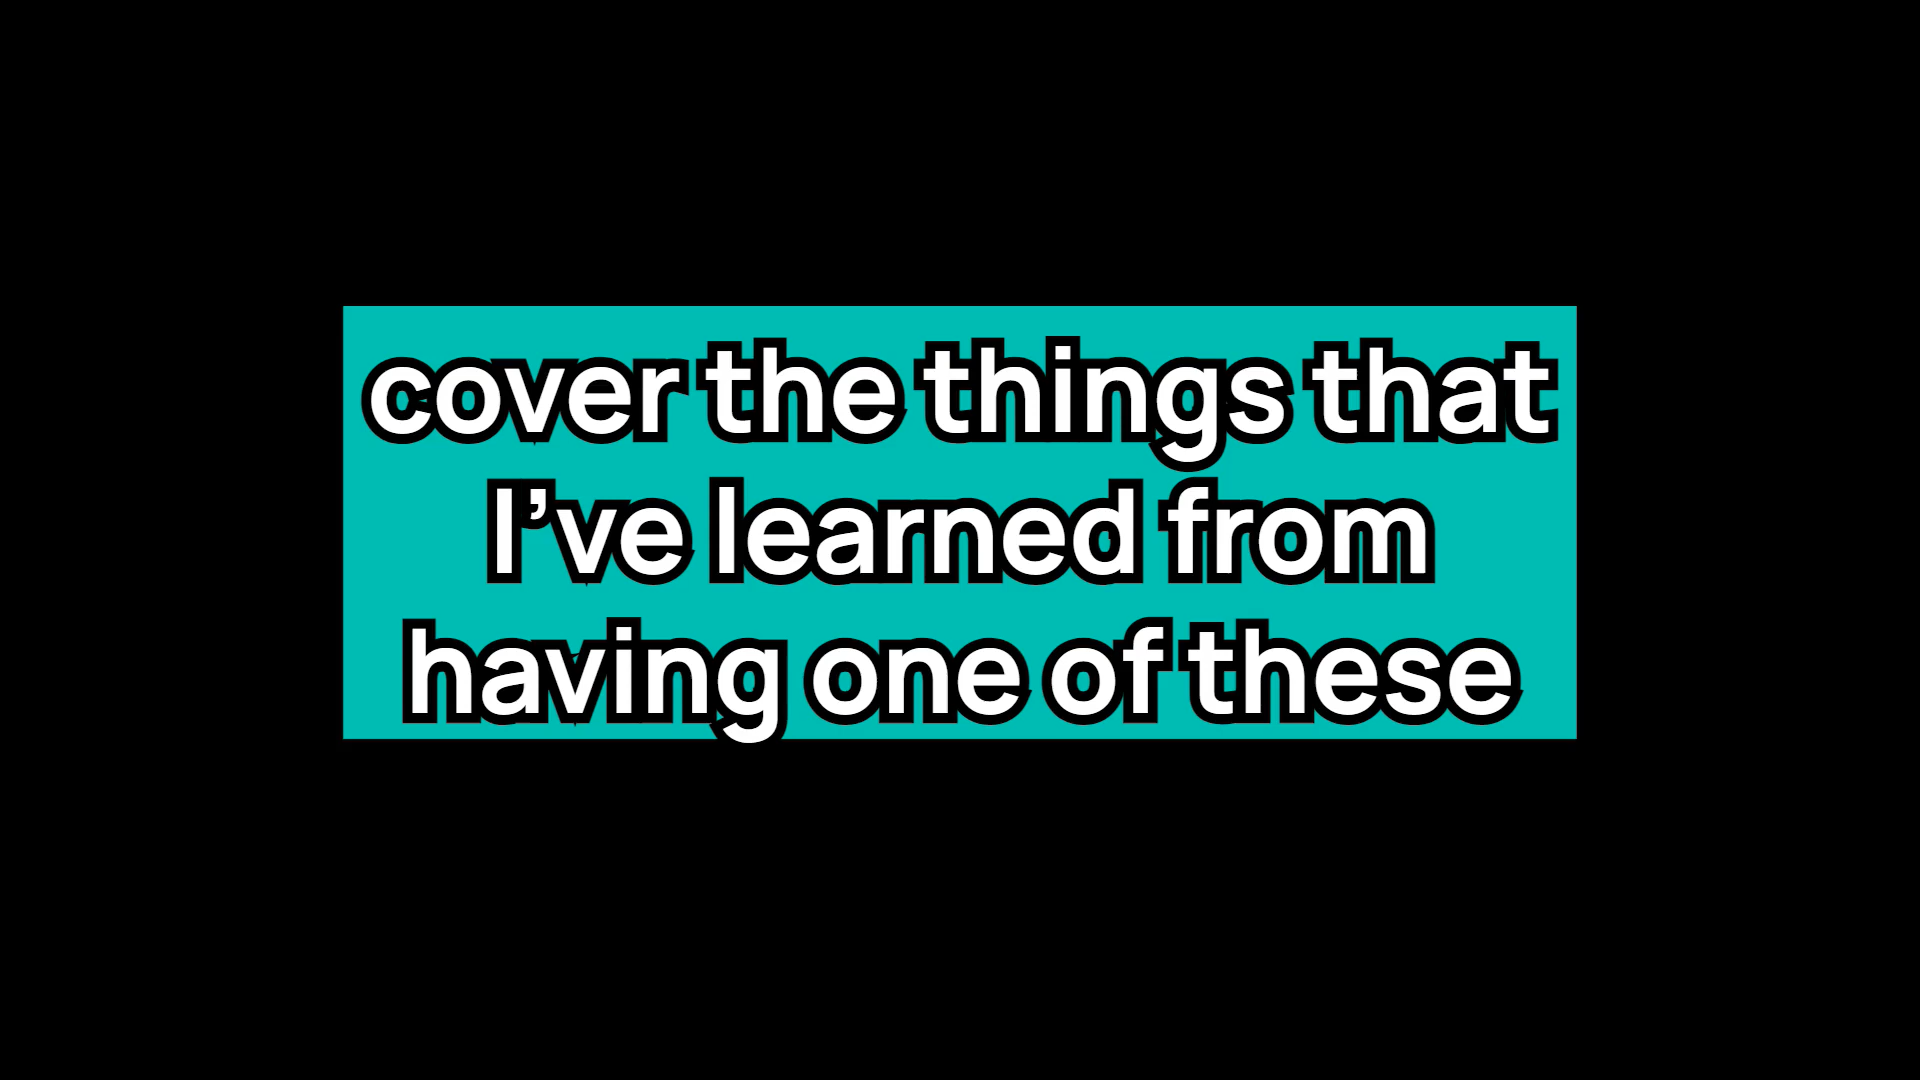 cover the things that
I’ve learned from
having one of these